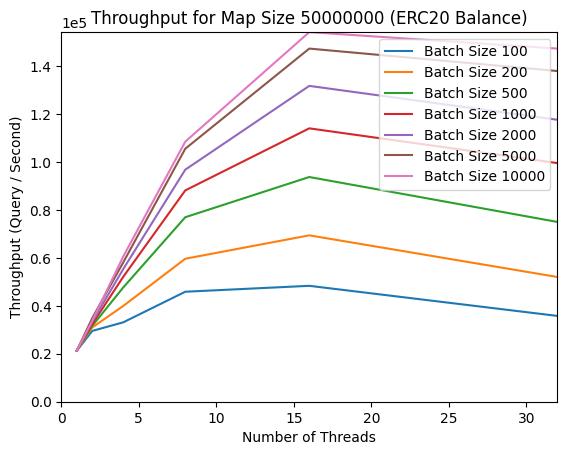 Throughput for Map Size 50000000 (ERC20 Balance)
1e5
Batch Size 100
Batch Size 200
Batch Size 500
Batch Size 1000
Batch Size 2000
Batch Size 5000
Batch Size 10000
Throughput (Query / Second)
1.4
1.2
1.0
0.8
0.6
0.4
0.2
0.0
0
5
10
15
20
25
30
Number of Threads